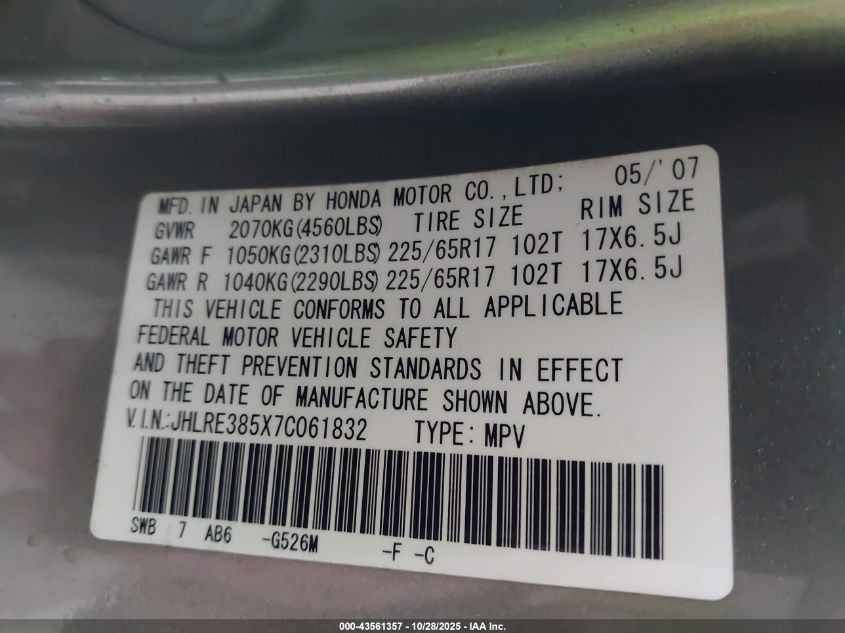 MFD. IN JAPAN BY HONDA MOTOR CO., LTD; 05/'07
GVWR 2070KG(4560LBS) TIRE SIZE RIM SIZE
GAWR F 1050KG(2310LBS) 225/65R17 102T 17X6.5J
GAWR R 1040KG(2290LBS) 225/65R17 102T 17X6.5J
THIS VEHICLE CONFORMS TO ALL APPLICABLE
FEDERAL MOTOR VEHICLE SAFETY
AND THEFT PREVENTION STANDARDS IN EFFECT
ON THE DATE OF MANUFACTURE SHOWN ABOVE.
V.I.N.:JHLRE385X7C061832 TYPE: MPV
SWB 7 AB6 -G526M -F -C
000-43561357 - 10/28/2025 - IAA Inc.